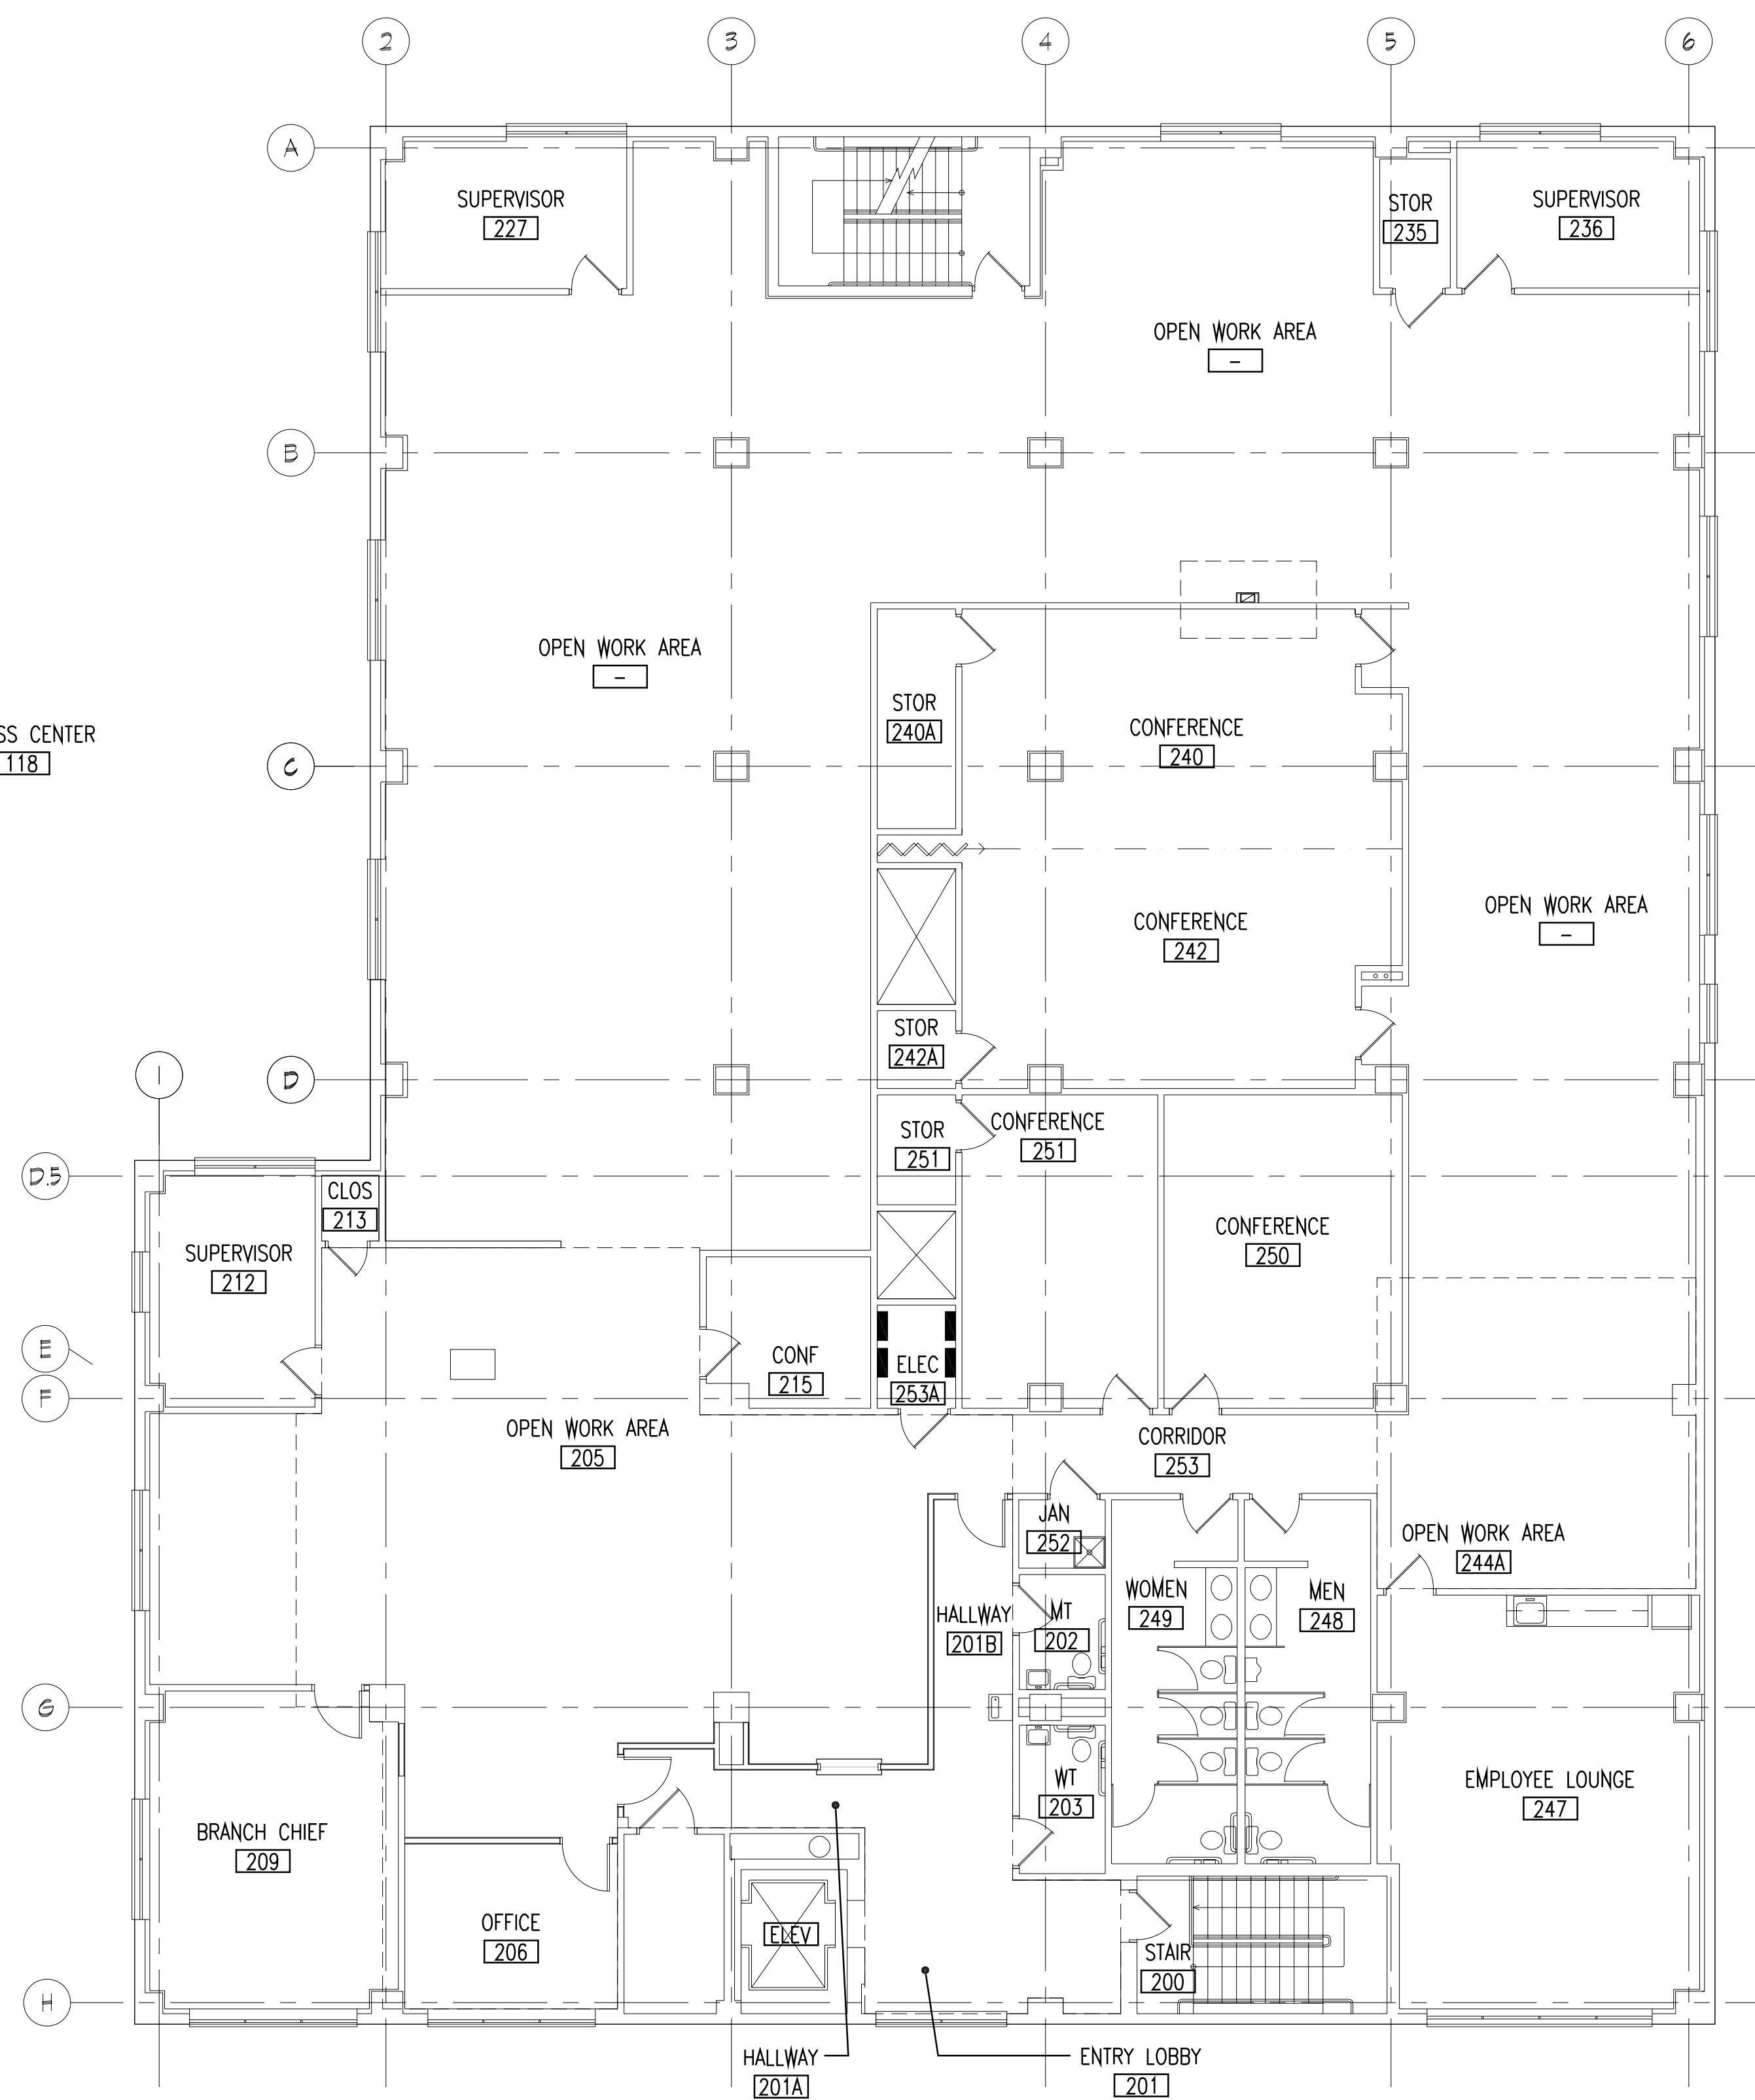 2
3
4
5
6
A
SUPERVISOR
227
STOR
235
SUPERVISOR
236
OPEN WORK AREA
-
B
OPEN WORK AREA
-
STOR
240A
CONFERENCE
240
SS CENTER
118
C
CONFERENCE
242
OPEN WORK AREA
-
STOR
242A
1
D
STOR
251
CONFERENCE
251
D.5
CLOS
213
SUPERVISOR
212
CONFERENCE
250
E
CONF
215
ELEC
253A
F
OPEN WORK AREA
205
CORRIDOR
253
JAN
252
OPEN WORK AREA
244A
HALLWAY
201B
MT
202
WOMEN
249
MEN
248
G
WT
203
EMPLOYEE LOUNGE
247
BRANCH CHIEF
209
OFFICE
206
ELEV
STAIR
200
H
HALLWAY
201A
ENTRY LOBBY
201